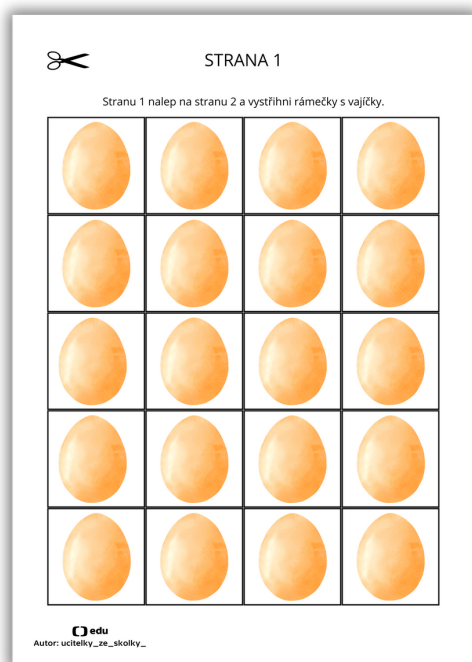 STRANA 1
Stranu 1 nalep na stranu 2 a vystřihni rámečky s vajíčky.
edu
Autor: ucitelky_ze_skolky_